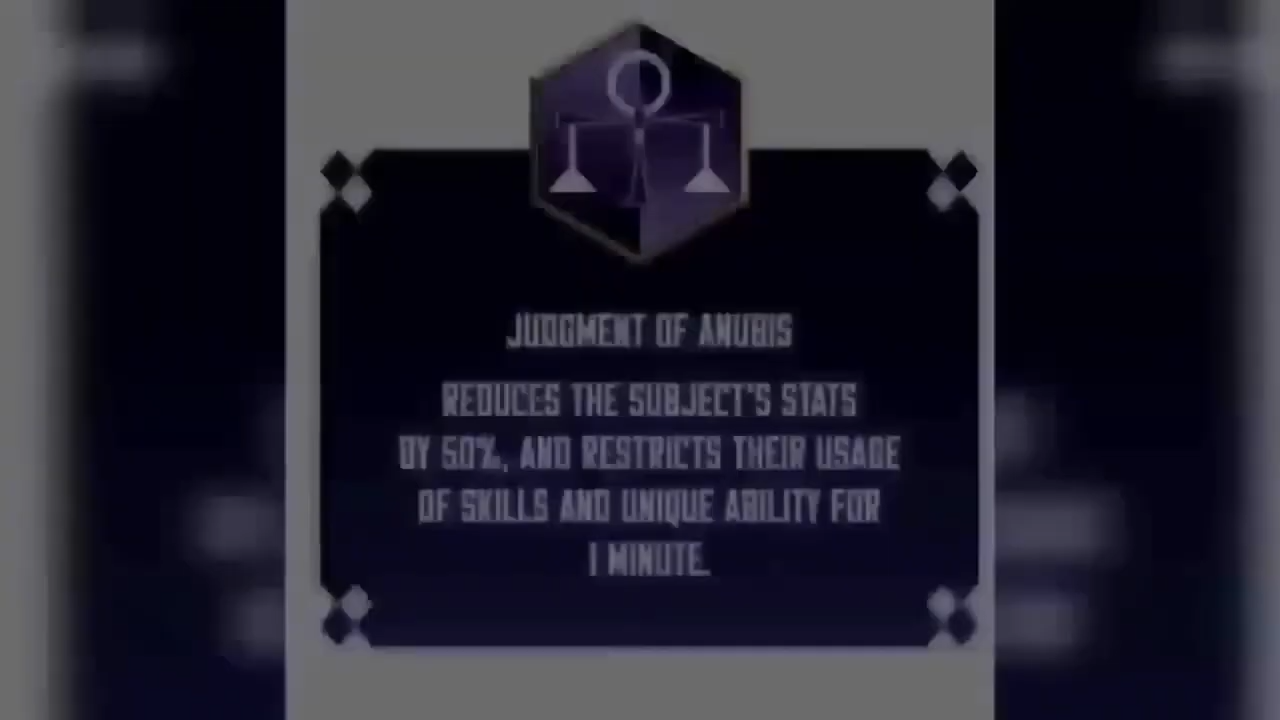 JUDGMENT OF ANUBIS
REDUCES THE SUBJECT'S STATS
BY 50%, AND RESTRICTS THEIR USAGE
OF SKILLS AND UNIQUE ABILITY FOR
1 MINUTE.